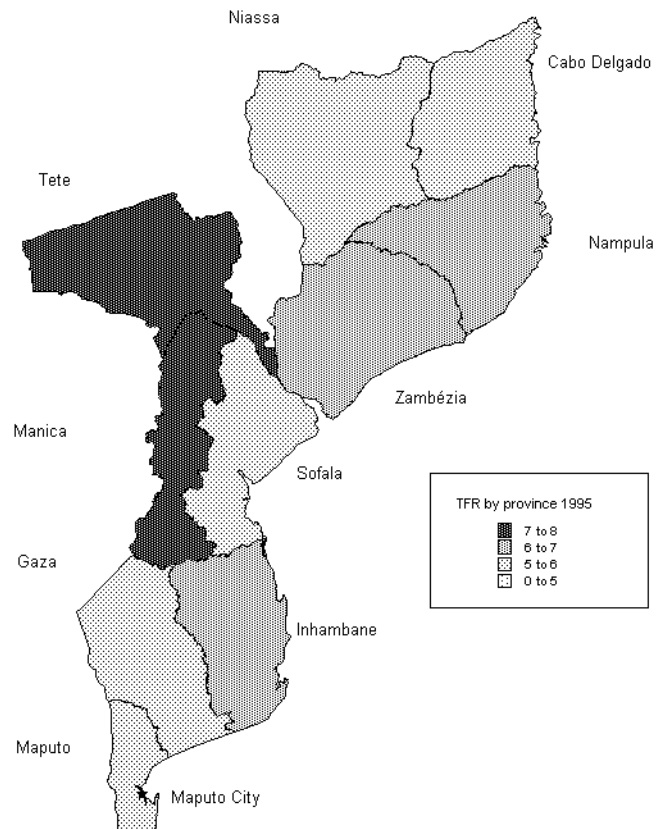 Niassa
Cabo Delgado
Tete
Nampula
Zambézia
Manica
Sofala
TFR by province 1995
7 to 8
6 to 7
5 to 6
0 to 5
Gaza
Inhambane
Maputo
Maputo City